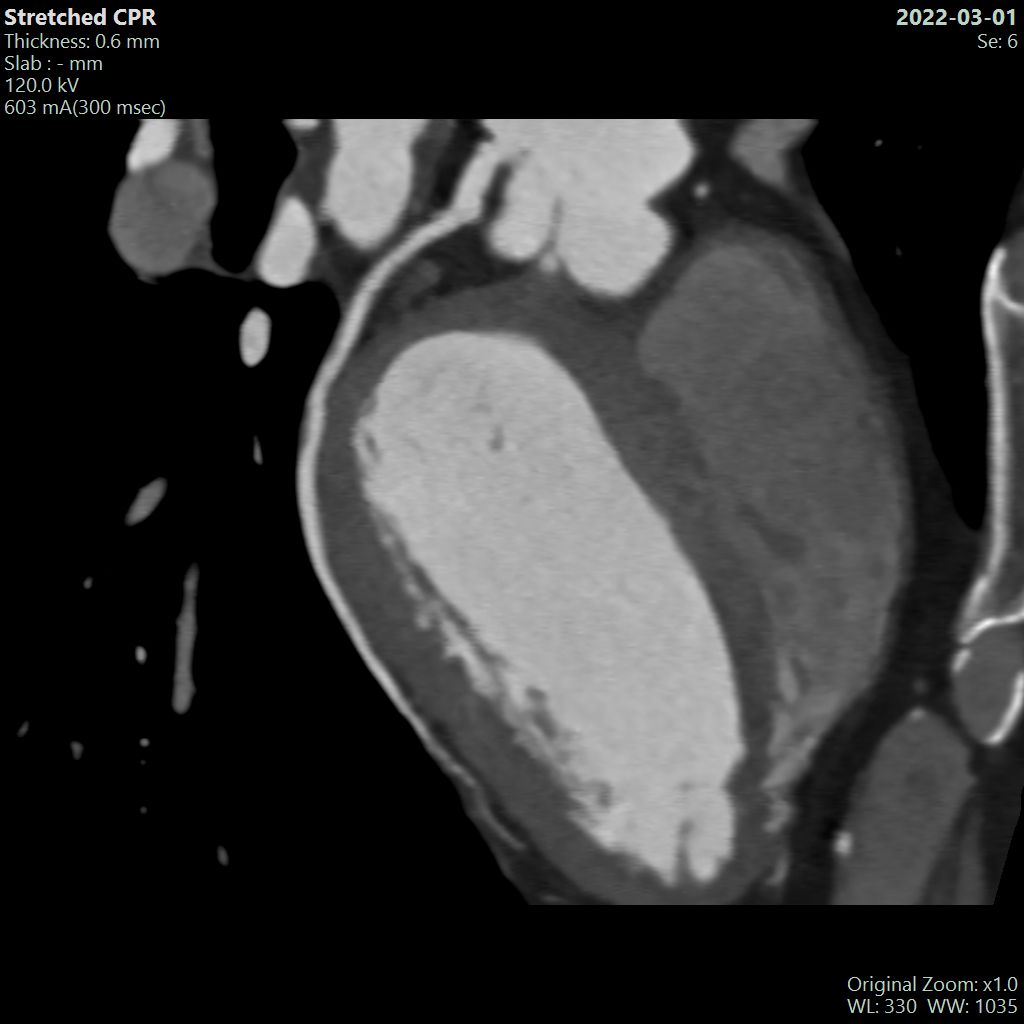 Stretched CPR
Thickness: 0.6 mm
Slab : - mm
120.0 kV
603 mA(300 msec)
2022-03-01
Se: 6
Original Zoom: x1.0
WL: 330 WW: 1035